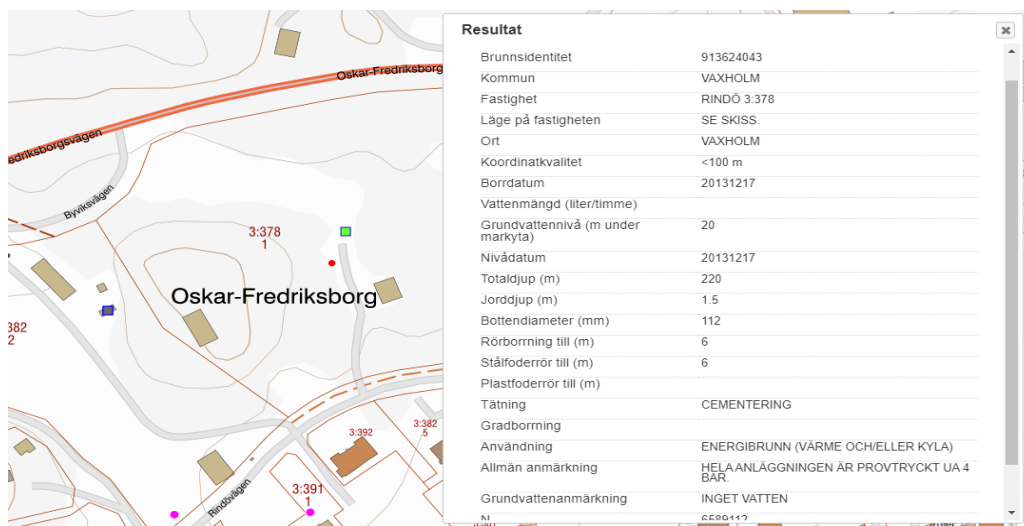 Oskar-Fredriksborg
edriksborgsvägen
Byviksvägen
3:378
1
Oskar-Fredriksborg
382
2
3:392
3:382
5
3:391
1
Rindövägen
Resultat
Brunnsidentitet 913624043
Kommun VAXHOLM
Fastighet RINDÖ 3:378
Läge på fastigheten SE SKISS.
Ort VAXHOLM
Koordinatkvalitet <100 m
Borrdatum 20131217
Vattenmängd (liter/timme)
Grundvattennivå (m under 20
markyta)
Nivådatum 20131217
Totaldjup (m) 220
Jorddjup (m) 1.5
Bottendiameter (mm) 112
Rörborrning till (m) 6
Stålfoderrör till (m) 6
Plastfoderrör till (m)
Tätning CEMENTERING
Gradborrning
Användning ENERGIBRUNN (VÄRME OCH/ELLER KYLA)
Allmän anmärkning HELA ANLÄGGNINGEN ÄR PROVTRYCKT UA 4
BAR.
Grundvattenanmärkning INGET VATTEN
N 6589112